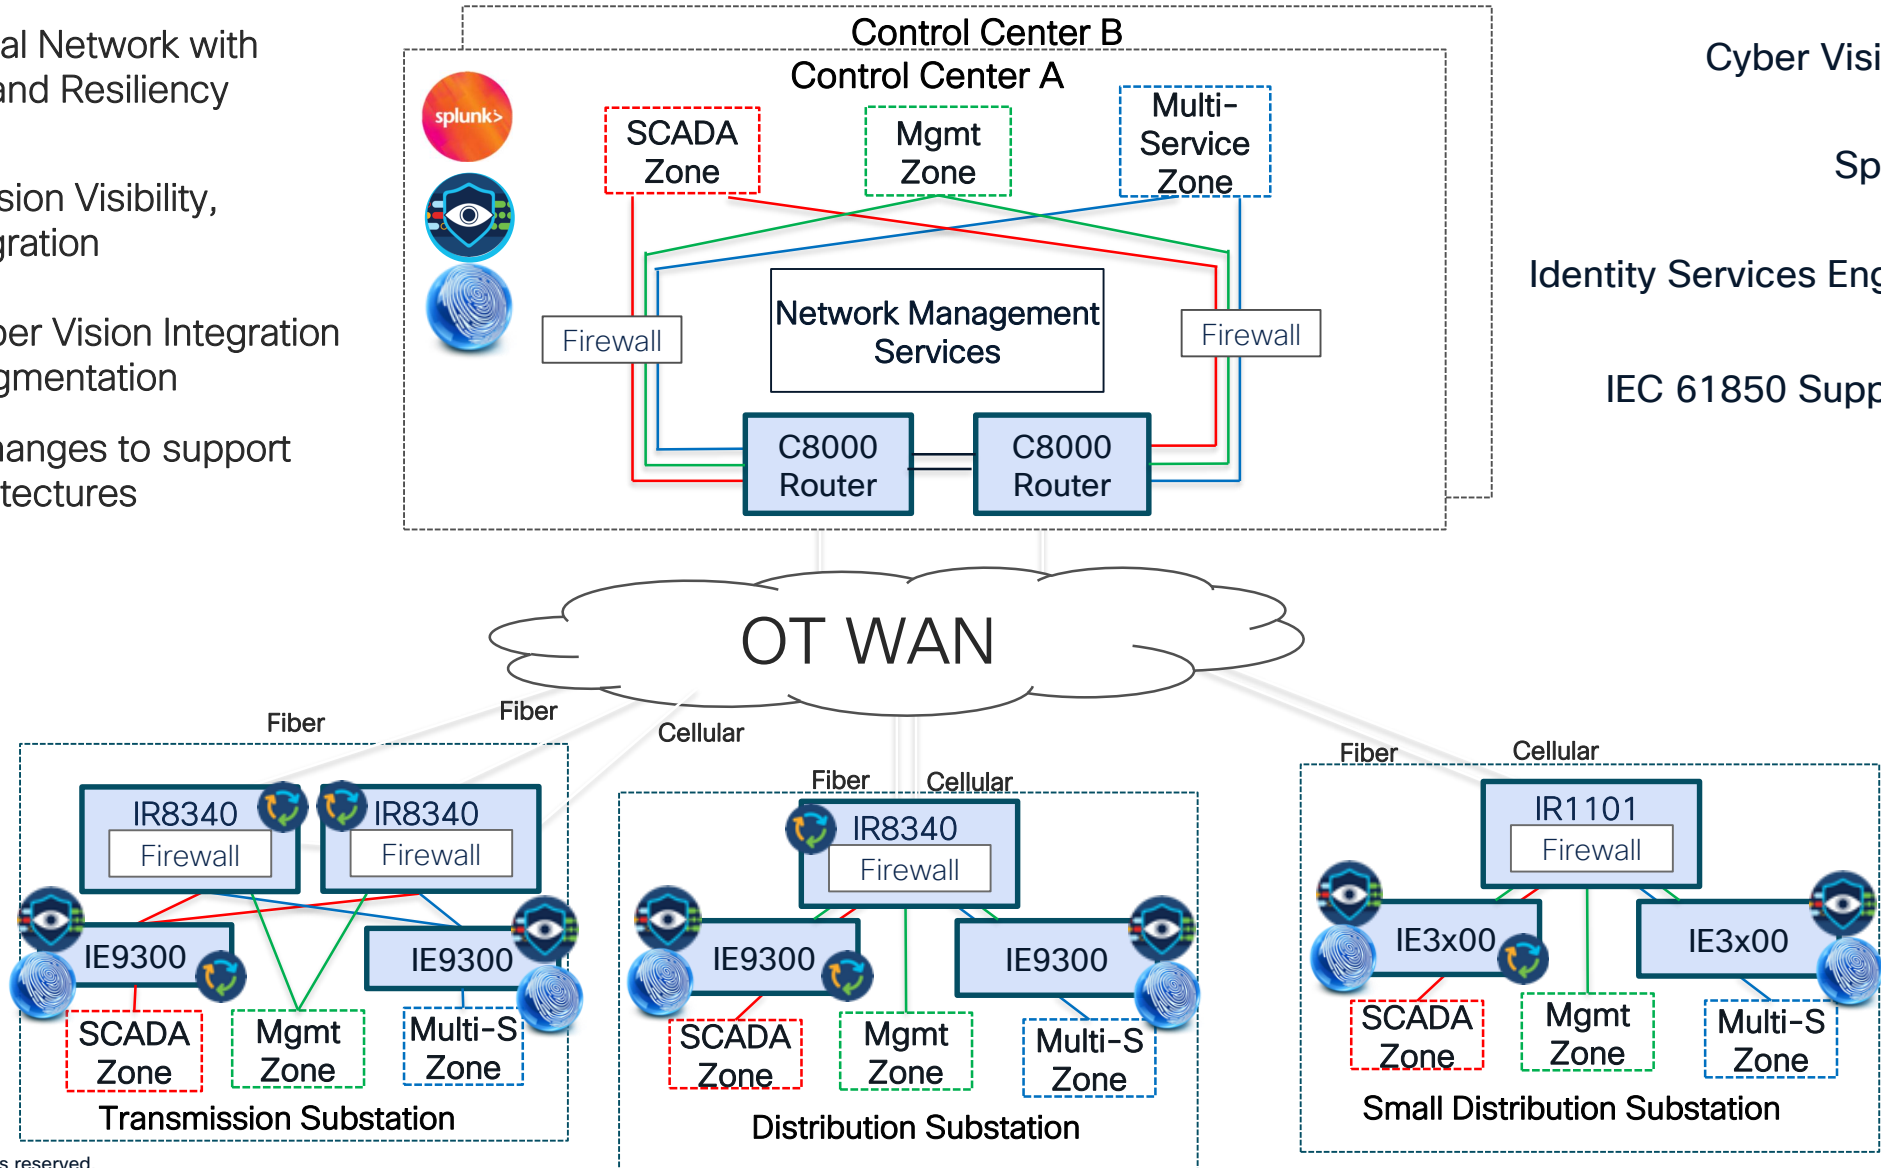 al Network with
and Resiliency
sion Visibility,
gration
ber Vision Integration
gmentation
hanges to support
tectures
Control Center B
Control Center A
splunk>
SCADA
Zone
Mgmt
Zone
Multi-
Service
Zone
Firewall
Network Management
Services
Firewall
C8000
Router
C8000
Router
Cyber Visi
Sp
Identity Services Eng
IEC 61850 Supp
OT WAN
Fiber
Fiber
Cellular
IR8340
Firewall
IR8340
Firewall
IE9300
IE9300
SCADA
Zone
Mgmt
Zone
Multi-S
Zone
Transmission Substation
Fiber
Cellular
IR8340
Firewall
IE9300
IE9300
SCADA
Zone
Mgmt
Zone
Multi-S
Zone
Distribution Substation
Fiber
Cellular
IR1101
Firewall
IE3x00
IE3x00
SCADA
Zone
Mgmt
Zone
Multi-S
Zone
Small Distribution Substation
s reserved